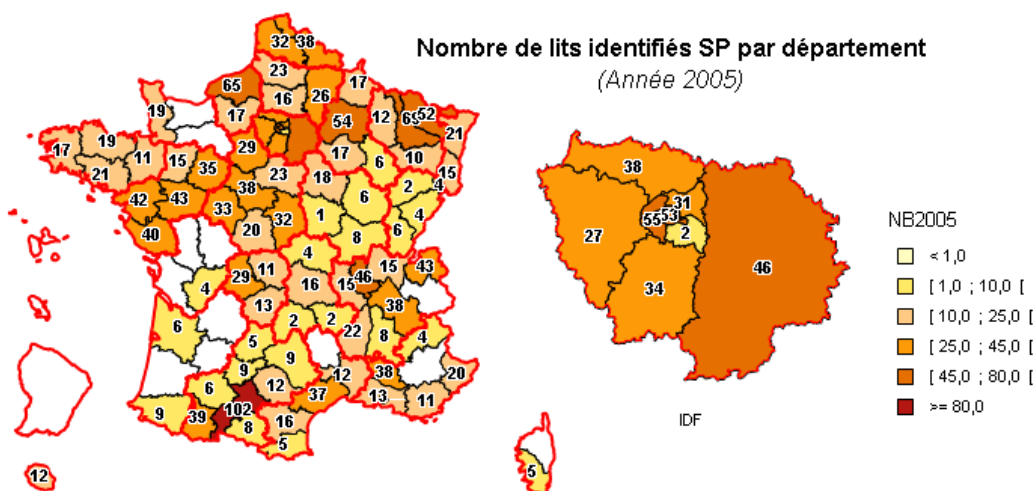 Nombre de lits identifiés SP par département
(Année 2005)
32 38
23
65 26 17
16
19 17 54 12 69 52 21
29
17 19 11 15 35 17 6 10 15
21 38 23 18 2 4
42 43 33 32 1 6 4
40 20 8 6
4
29 11 16 15 46 15 43
4 13 38
6 2 2 22 8 4
5 9
9 12 12 38 20
6 37 13 11
9 39 102 8 16
5
12
5
38
31
55 53
2
27
46
34
IDF
NB2005
< 1,0
[ 1,0 ; 10,0 [
[ 10,0 ; 25,0 [
[ 25,0 ; 45,0 [
[ 45,0 ; 80,0 [
>= 80,0